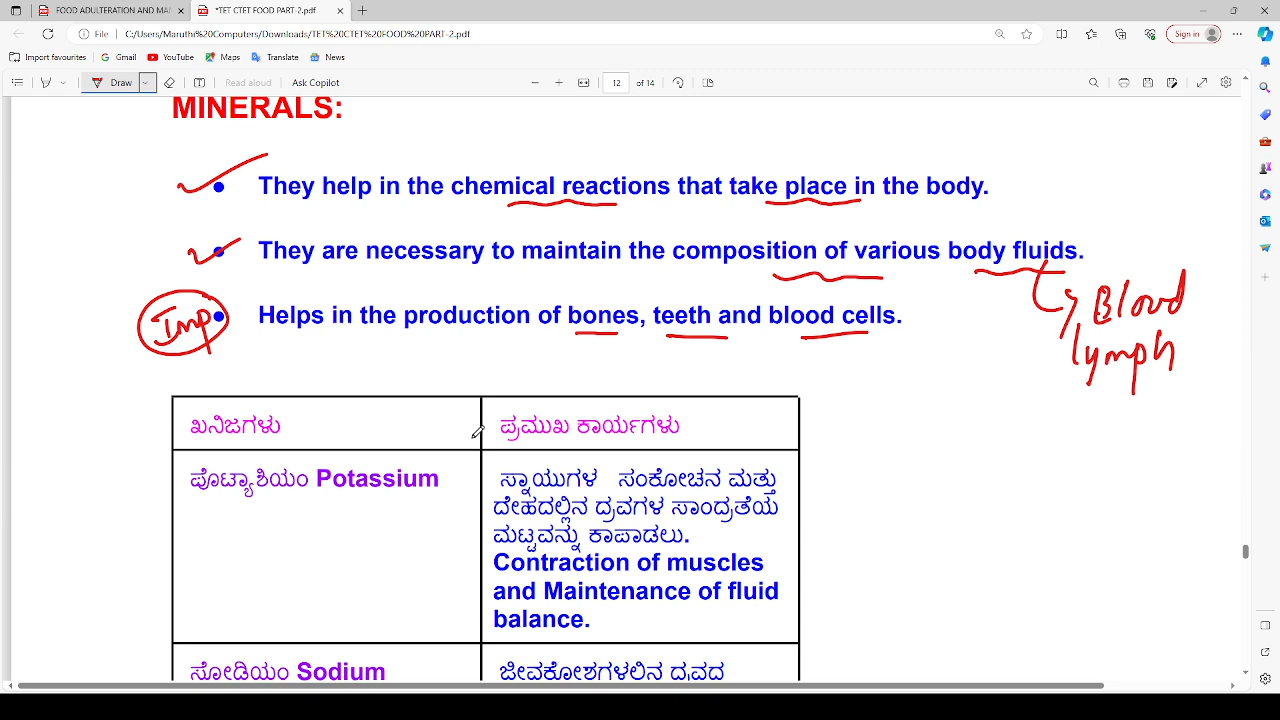 FOOD ADULTERATION AND MAN
*TET CTET FOOD PART-2.pdf
File
C:/Users/Maruthi%20Computers/Downloads/TET%20CTET%20FOOD%20PART-2.pdf
Sign in
Import favourites
Gmail
YouTube
Maps
Translate
News
Draw
Read aloud
Ask Copilot
12 of 14
MINERALS:
They help in the chemical reactions that take place in the body.
They are necessary to maintain the composition of various body fluids.
Imp
Helps in the production of bones, teeth and blood cells.
Blood
lymph
ಖನಿಜಗಳು
ಪ್ರಮುಖ ಕಾರ್ಯಗಳು
ಪೊಟ್ಯಾಶಿಯಂ Potassium
ಸ್ನಾಯುಗಳ ಸಂಕೋಚನ ಮತ್ತು
ದೇಹದಲ್ಲಿನ ದ್ರವಗಳ ಸಾಂದ್ರತೆಯ
ಮಟ್ಟವನ್ನು ಕಾಪಾಡಲು.
Contraction of muscles
and Maintenance of fluid
balance.
ಸೋಡಿಯಂ Sodium
ಜೀವಕೋಶಗಳಲ್ಲಿನ ದ್ರವದ